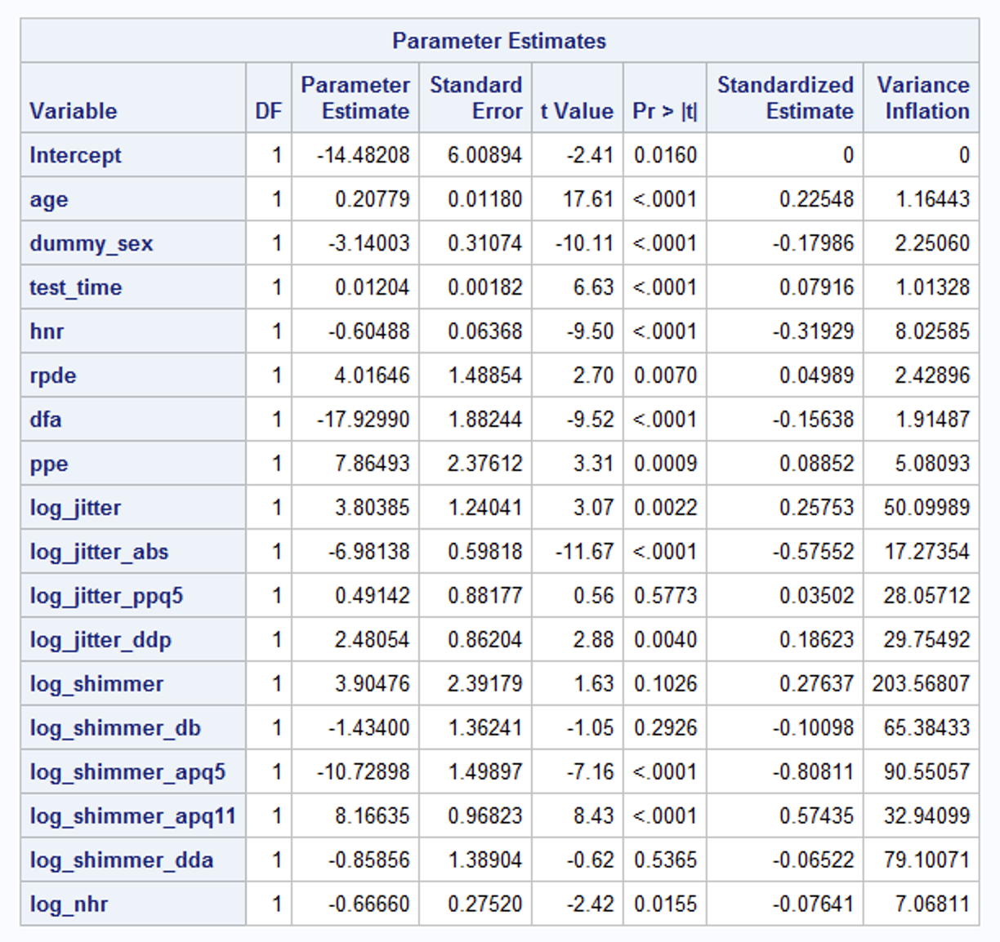 Parameter Estimates
Variable DF Parameter Estimate Standard Error t Value Pr > |t| Standardized Estimate Variance Inflation
Intercept 1 -14.48208 6.00894 -2.41 0.0160 0 0
age 1 0.20779 0.01180 17.61 <.0001 0.22548 1.16443
dummy_sex 1 -3.14003 0.31074 -10.11 <.0001 -0.17986 2.25060
test_time 1 0.01204 0.00182 6.63 <.0001 0.07916 1.01328
hnr 1 -0.60488 0.06368 -9.50 <.0001 -0.31929 8.02585
rpde 1 4.01646 1.48854 2.70 0.0070 0.04989 2.42896
dfa 1 -17.92990 1.88244 -9.52 <.0001 -0.15638 1.91487
ppe 1 7.86493 2.37612 3.31 0.0009 0.08852 5.08093
log_jitter 1 3.80385 1.24041 3.07 0.0022 0.25753 50.09989
log_jitter_abs 1 -6.98138 0.59818 -11.67 <.0001 -0.57552 17.27354
log_jitter_ppq5 1 0.49142 0.88177 0.56 0.5773 0.03502 28.05712
log_jitter_ddp 1 2.48054 0.86204 2.88 0.0040 0.18623 29.75492
log_shimmer 1 3.90476 2.39179 1.63 0.1026 0.27637 203.56807
log_shimmer_db 1 -1.43400 1.36241 -1.05 0.2926 -0.10098 65.38433
log_shimmer_apq5 1 -10.72898 1.49897 -7.16 <.0001 -0.80811 90.55057
log_shimmer_apq11 1 8.16635 0.96823 8.43 <.0001 0.57435 32.94099
log_shimmer_dda 1 -0.85856 1.38904 -0.62 0.5365 -0.06522 79.10071
log_nhr 1 -0.66660 0.27520 -2.42 0.0155 -0.07641 7.06811